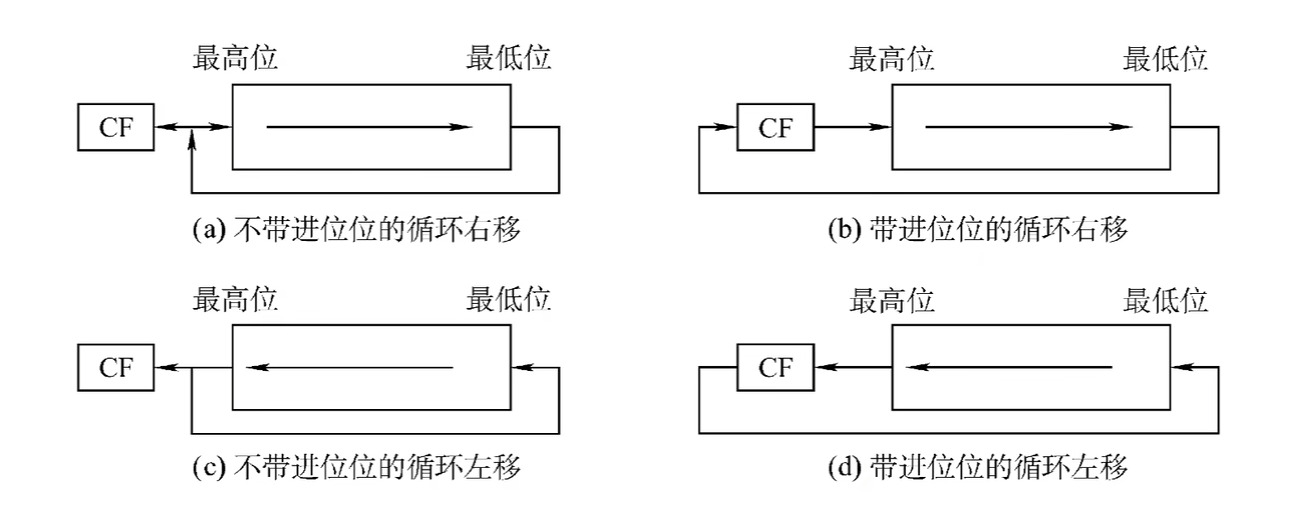 最高位 最低位 最高位 最低位
CF CF
(a) 不带进位位的循环右移 (b) 带进位位的循环右移
最高位 最低位 最高位 最低位
CF CF
(c) 不带进位位的循环左移 (d) 带进位位的循环左移